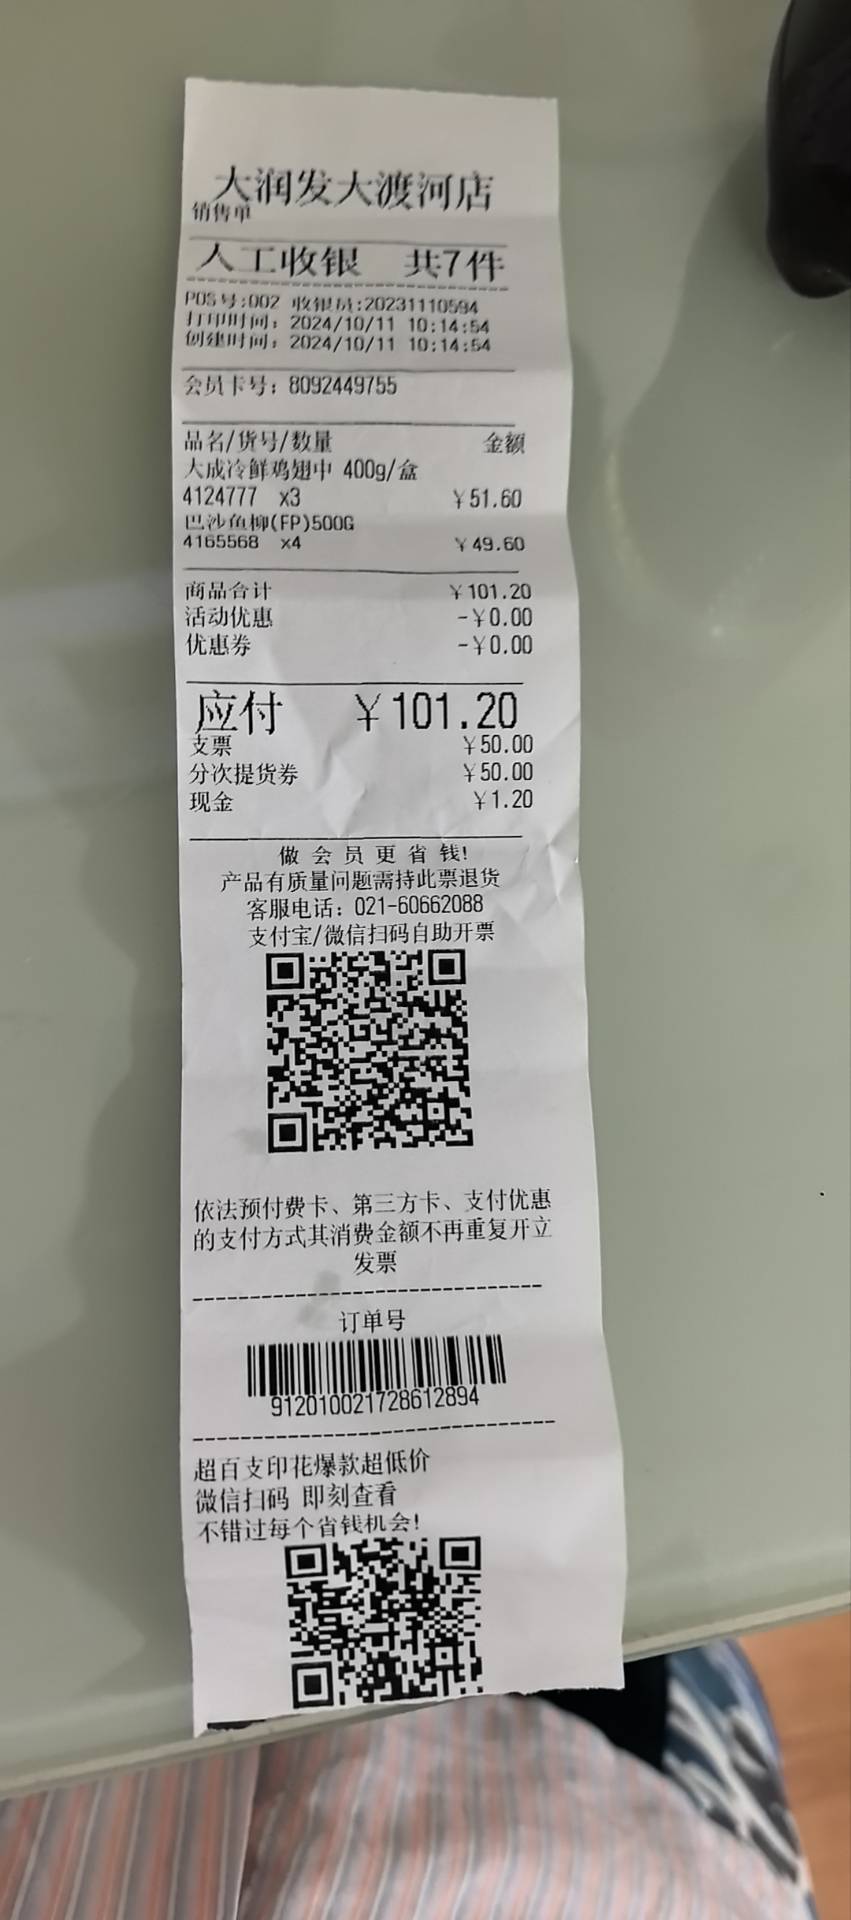 大润发大渡河店
销售单
人工收银 共7件
POS号:002 收银员:20231110594
打印时间: 2024/10/11 10:14:54
创建时间: 2024/10/11 10:14:54
会员卡号: 8092449755
品名/货号/数量 金额
大成冷鲜鸡翅中 400g/盒
4124777 x3 ￥51.60
巴沙鱼柳(FP)500G
4165568 x4 ￥49.60
商品合计 ￥101.20
活动优惠 -￥0.00
优惠券 -￥0.00
应付 ￥101.20
支票 ￥50.00
分次提货券 ￥50.00
现金 ￥1.20
做会员更省钱!
产品有质量问题需持此票退货
客服电话: 021-60662088
支付宝/微信扫码自助开票
依法预付费卡、第三方卡、支付优惠
的支付方式其消费金额不再重复开立
发票
订单号
912010021728612894
超百支印花爆款超低价
微信扫码 即刻查看
不错过每个省钱机会!